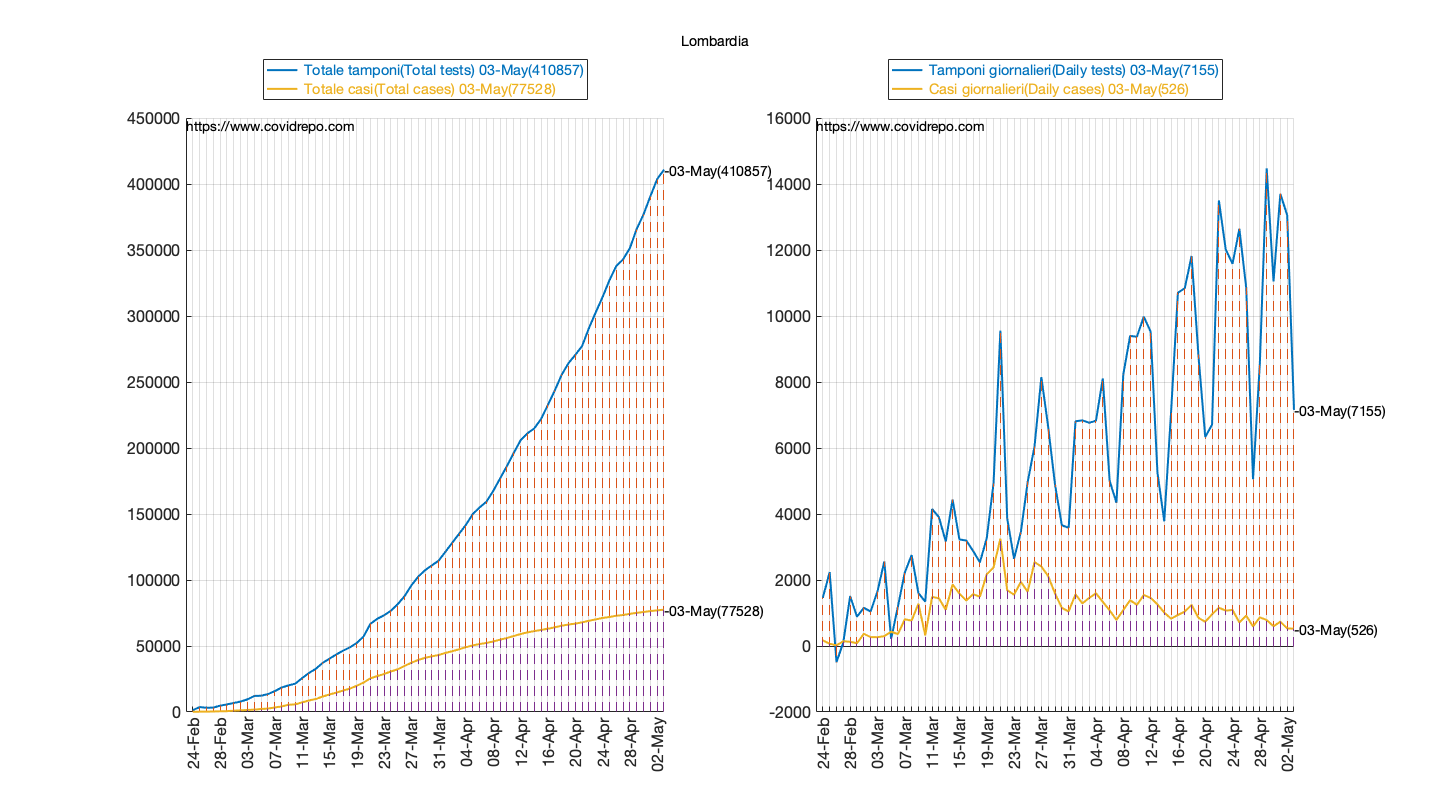 Lombardia
Totale tamponi(Total tests) 03-May(410857)
Totale casi(Total cases) 03-May(77528)
https://www.covidrepo.com
450000
400000
350000
300000
250000
200000
150000
100000
50000
0
-03-May(410857)
-03-May(77528)
24-Feb
28-Feb
03-Mar
07-Mar
11-Mar
15-Mar
19-Mar
23-Mar
27-Mar
31-Mar
04-Apr
08-Apr
12-Apr
16-Apr
20-Apr
24-Apr
28-Apr
02-May
Tamponi giornalieri(Daily tests) 03-May(7155)
Casi giornalieri(Daily cases) 03-May(526)
https://www.covidrepo.com
16000
14000
12000
10000
8000
6000
4000
2000
0
-2000
-03-May(7155)
-03-May(526)
24-Feb
28-Feb
03-Mar
07-Mar
11-Mar
15-Mar
19-Mar
23-Mar
27-Mar
31-Mar
04-Apr
08-Apr
12-Apr
16-Apr
20-Apr
24-Apr
28-Apr
02-May